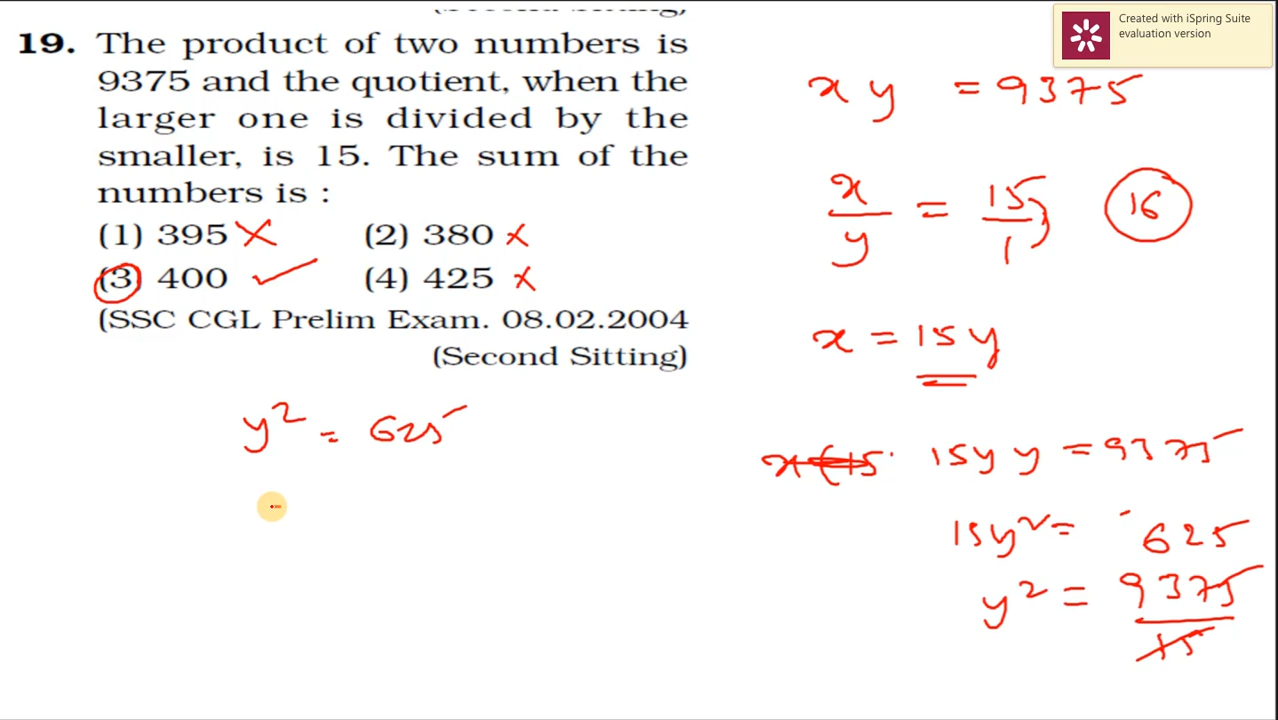 19. The product of two numbers is
9375 and the quotient, when the
larger one is divided by the
smaller, is 15. The sum of the
numbers is :
(1) 395 (2) 380
(3) 400 (4) 425
(SSC CGL Prelim Exam. 08.02.2004
(Second Sitting)
y² = 625
Created with iSpring Suite
evaluation version
x y = 9375
x/y = 15/1 16
x = 15y
15y y = 9375
15y² =
625
y² = 9375/15